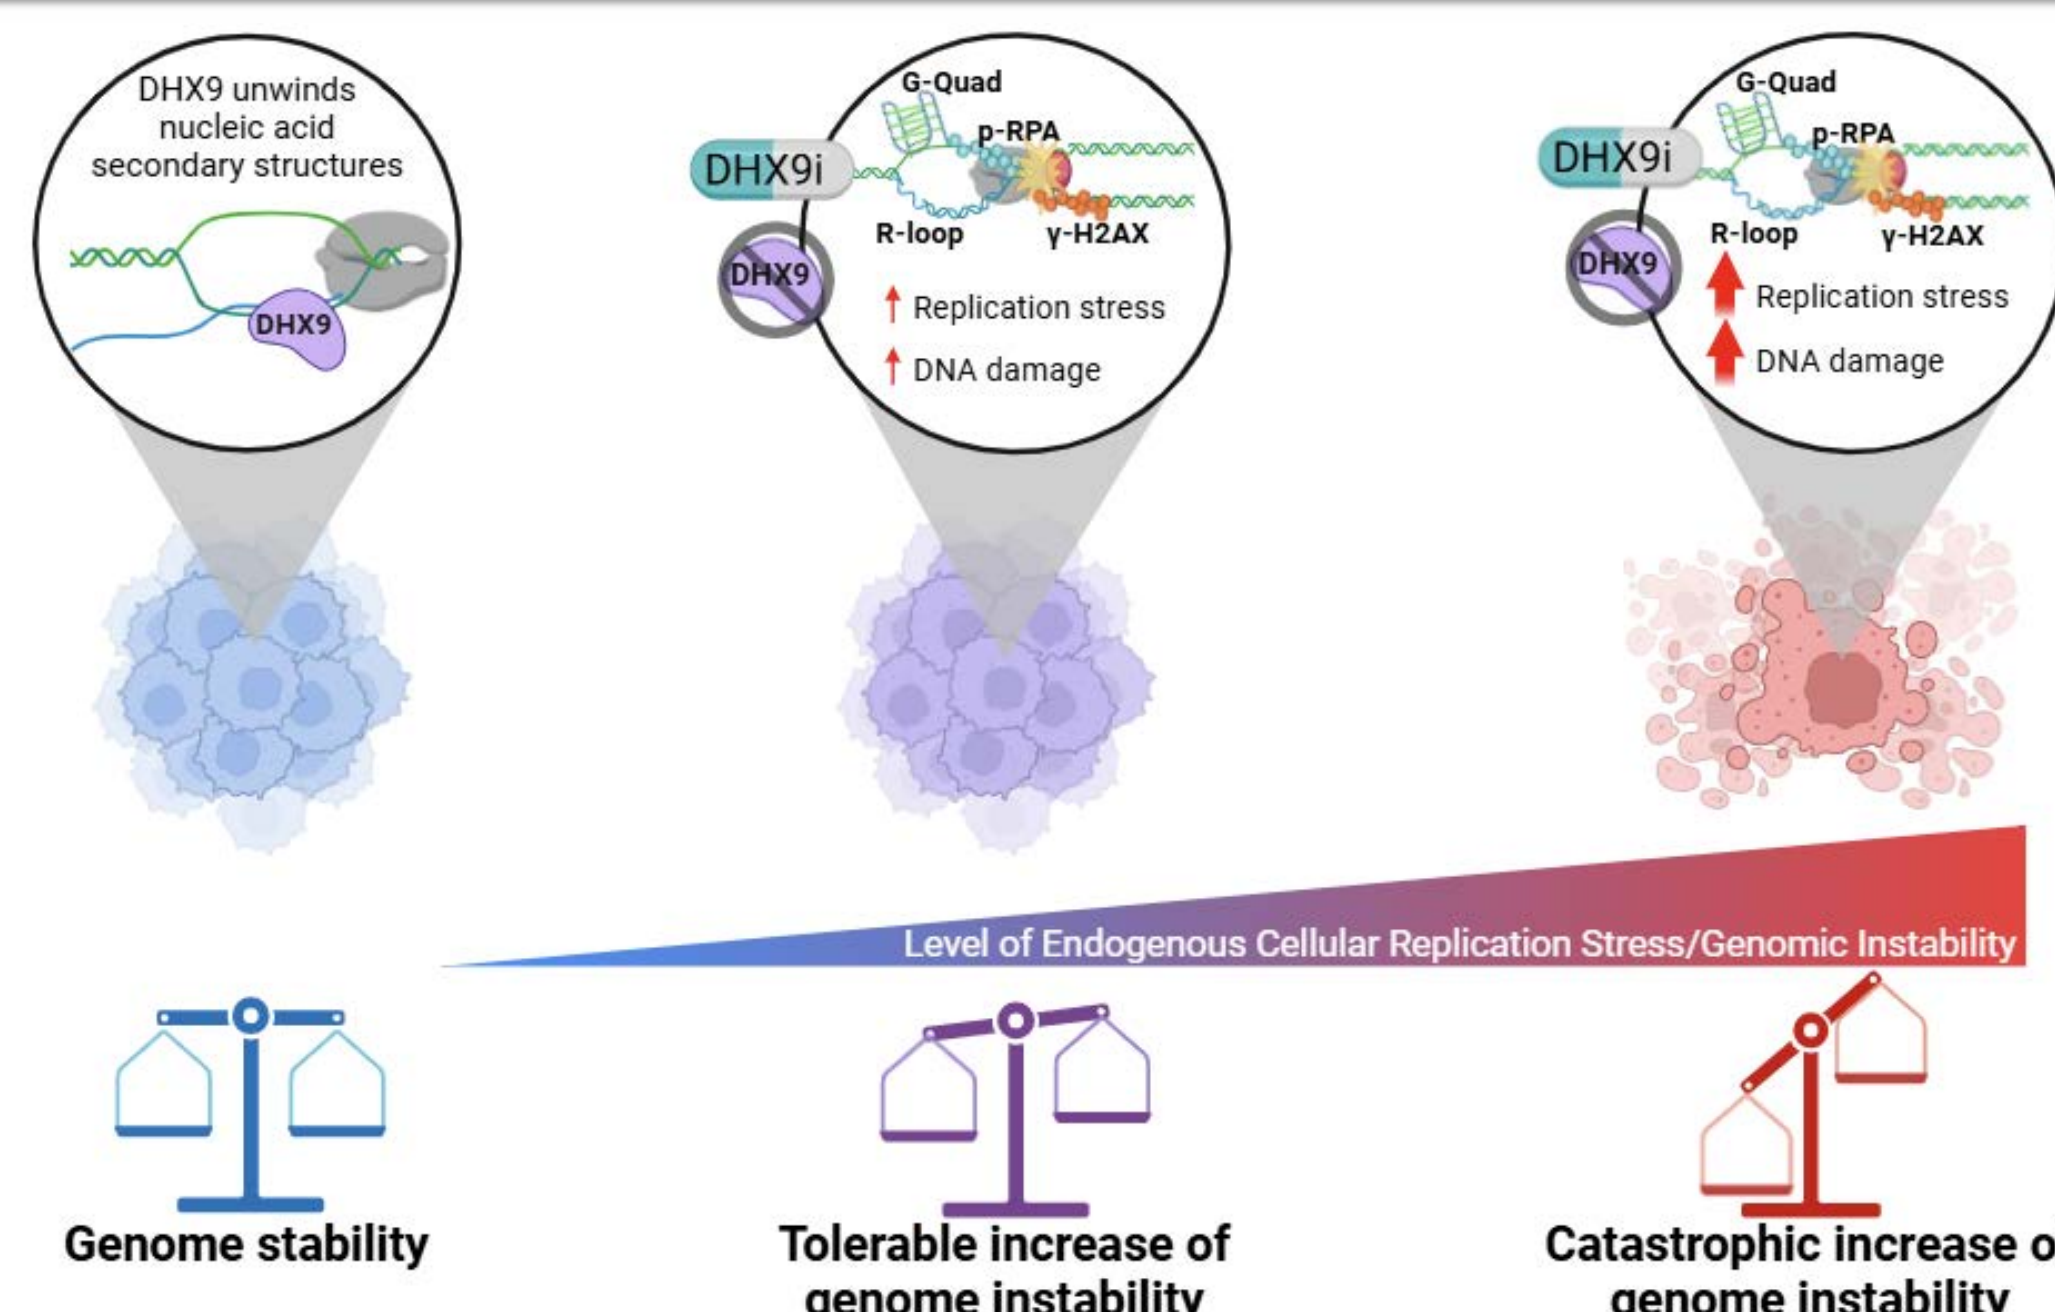 DHX9 unwinds
nucleic acid
secondary structures
DHX9
G-Quad
p-RPA
DHX9i
R-loop
γ-H2AX
DHX9
Replication stress
DNA damage
G-Quad
p-RPA
DHX9i
R-loop
γ-H2AX
DHX9
Replication stress
DNA damage
Level of Endogenous Cellular Replication Stress/Genomic Instability
Genome stability
Tolerable increase of
genome instability
Catastrophic increase o
genome instability